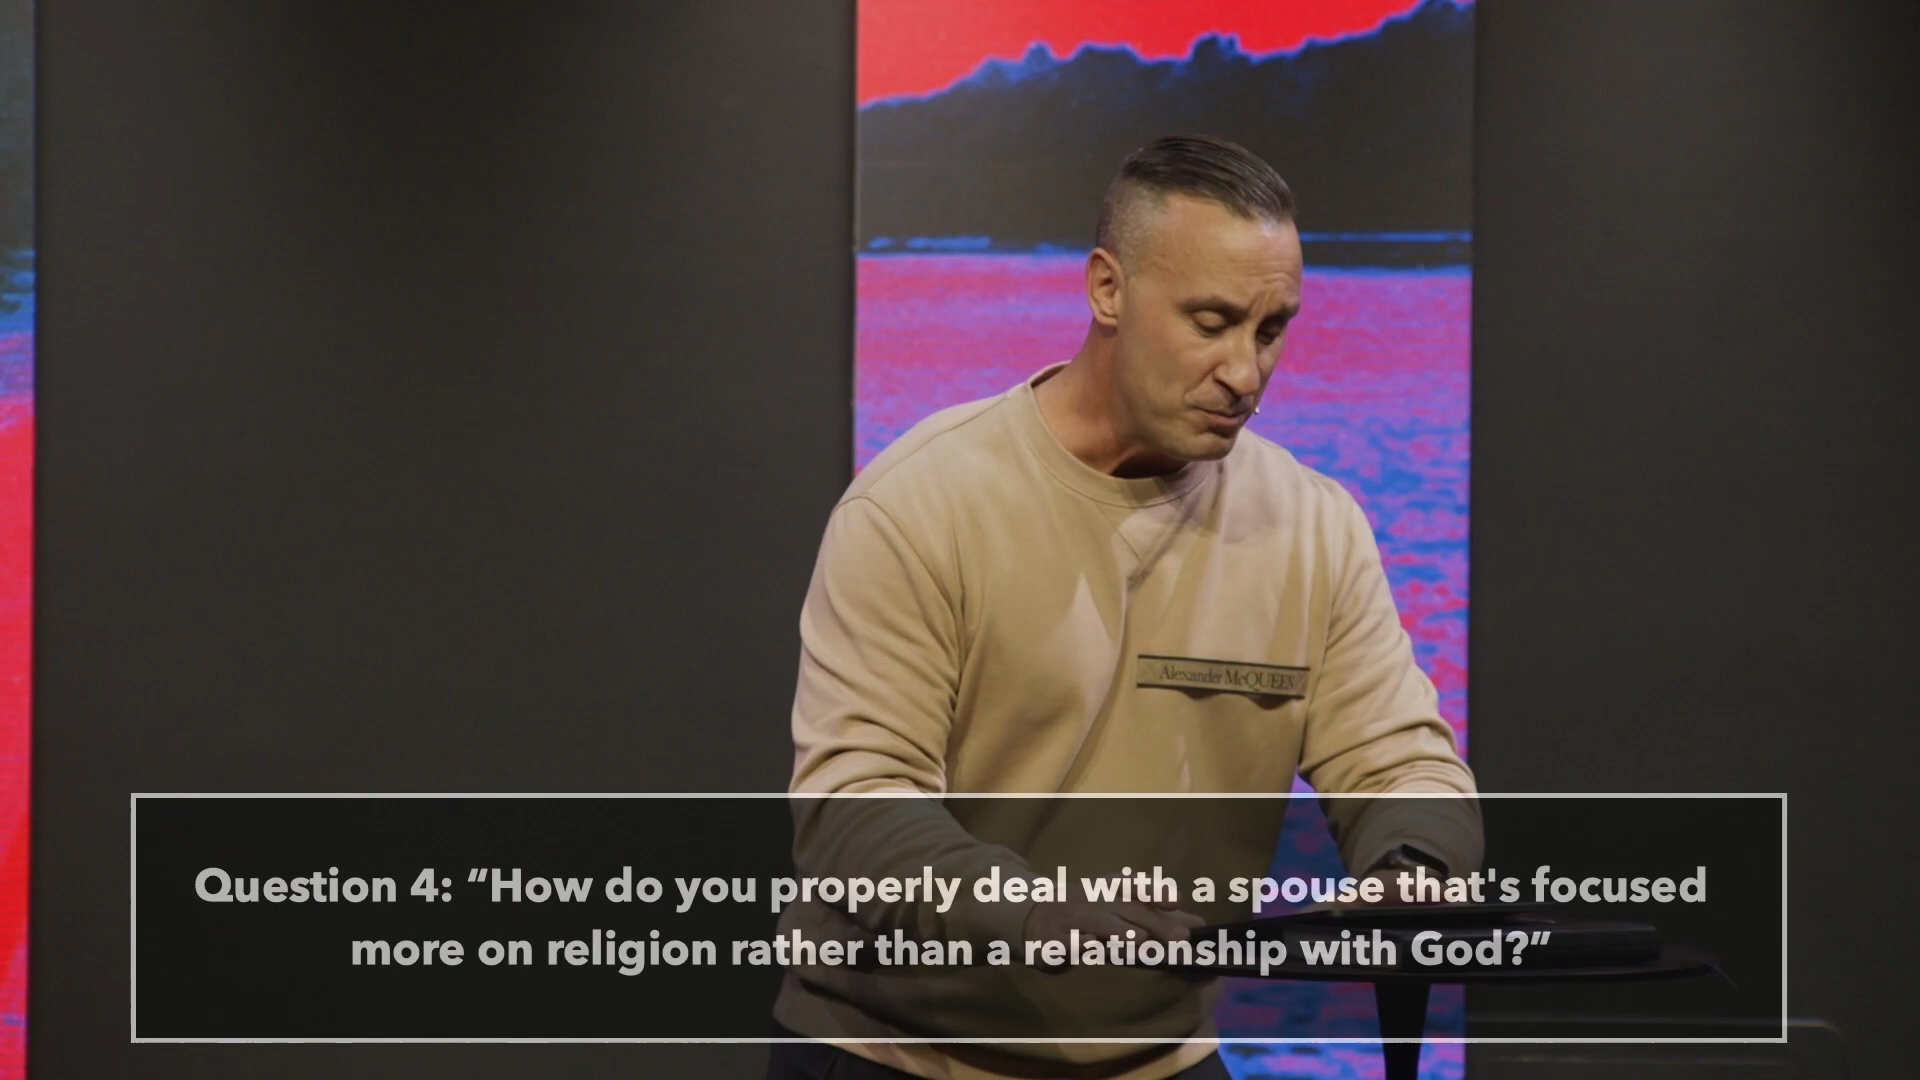 Alexander McQUEEN
Question 4: “How do you properly deal with a spouse that's focused
more on religion rather than a relationship with God?”